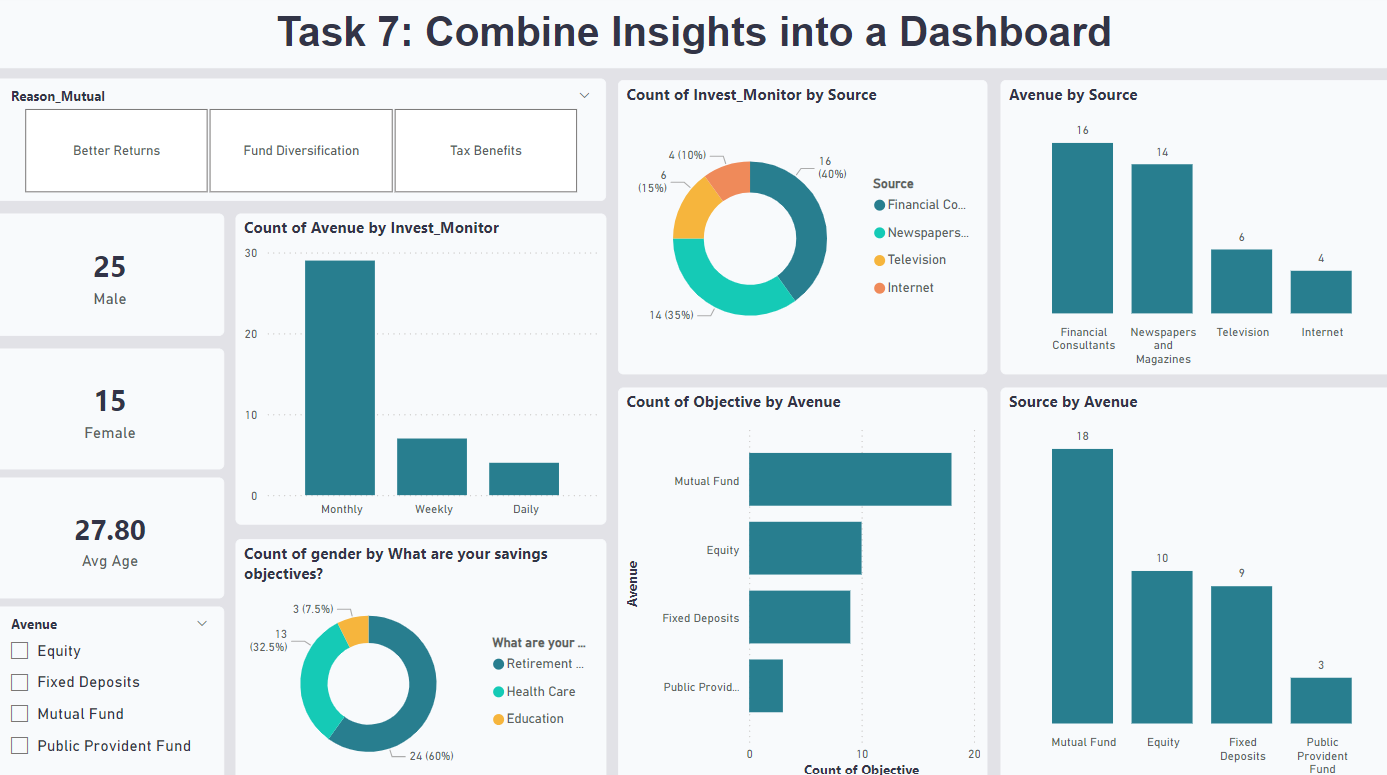 Task 7: Combine Insights into a Dashboard
Reason_Mutual
Better Returns
Fund Diversification
Tax Benefits
25
Male
15
Female
27.80
Avg Age
Avenue
Equity
Fixed Deposits
Mutual Fund
Public Provident Fund
Count of Avenue by Invest_Monitor
30
20
10
0
Monthly
Weekly
Daily
Count of gender by What are your savings
objectives?
3 (7.5%)
13
(32.5%)
24 (60%)
What are your ...
Retirement ...
Health Care
Education
Count of Invest_Monitor by Source
4 (10%)
6
(15%)
16
(40%)
14 (35%)
Source
Financial Co...
Newspapers...
Television
Internet
Count of Objective by Avenue
Avenue
Mutual Fund
Equity
Fixed Deposits
Public Provid...
0
10
20
Count of Objective
Avenue by Source
16
14
6
4
Financial
Consultants
Newspapers
and
Magazines
Television
Internet
Source by Avenue
18
10
9
3
Mutual Fund
Equity
Fixed
Deposits
Public
Provident
Fund